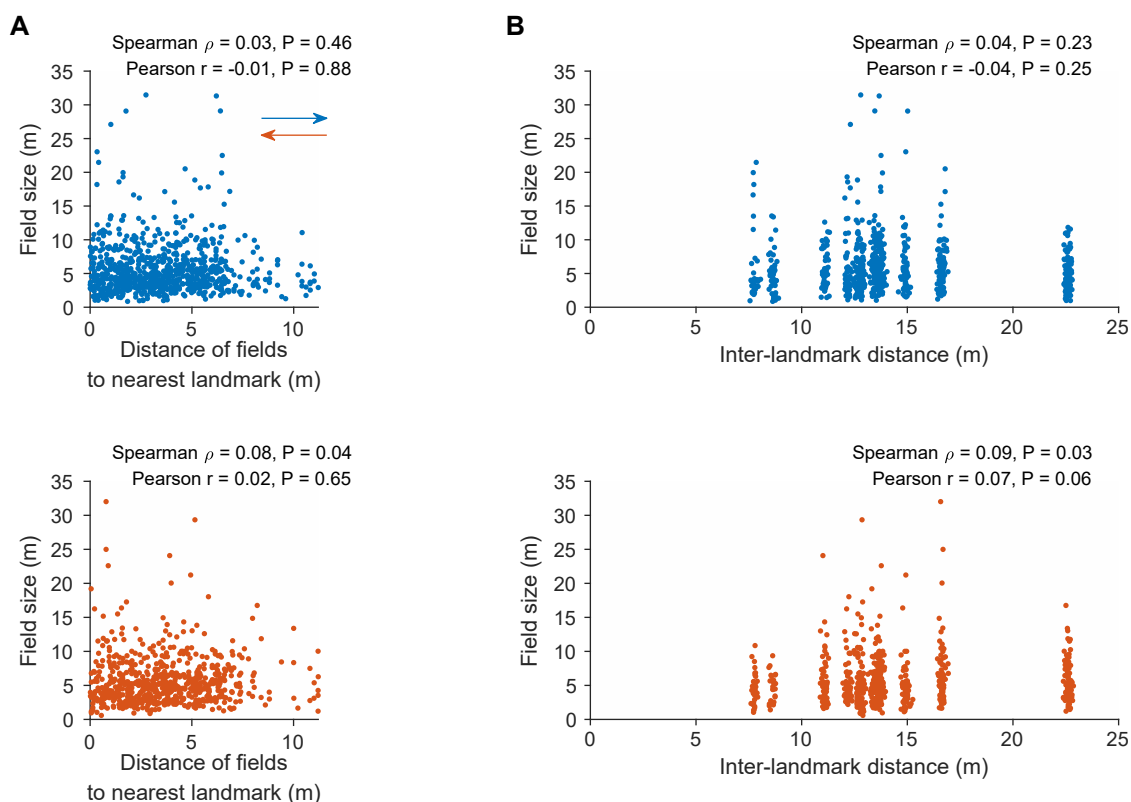 A
Spearman ρ = 0.03, P = 0.46
Pearson r = -0.01, P = 0.88
35
30
25
20
15
10
5
0
Field size (m)
0 5 10
Distance of fields
to nearest landmark (m)
B
Spearman ρ = 0.04, P = 0.23
Pearson r = -0.04, P = 0.25
35
30
25
20
15
10
5
0
Field size (m)
0 5 10 15 20 25
Inter-landmark distance (m)
Spearman ρ = 0.08, P = 0.04
Pearson r = 0.02, P = 0.65
35
30
25
20
15
10
5
0
Field size (m)
0 5 10
Distance of fields
to nearest landmark (m)
Spearman ρ = 0.09, P = 0.03
Pearson r = 0.07, P = 0.06
35
30
25
20
15
10
5
0
Field size (m)
0 5 10 15 20 25
Inter-landmark distance (m)